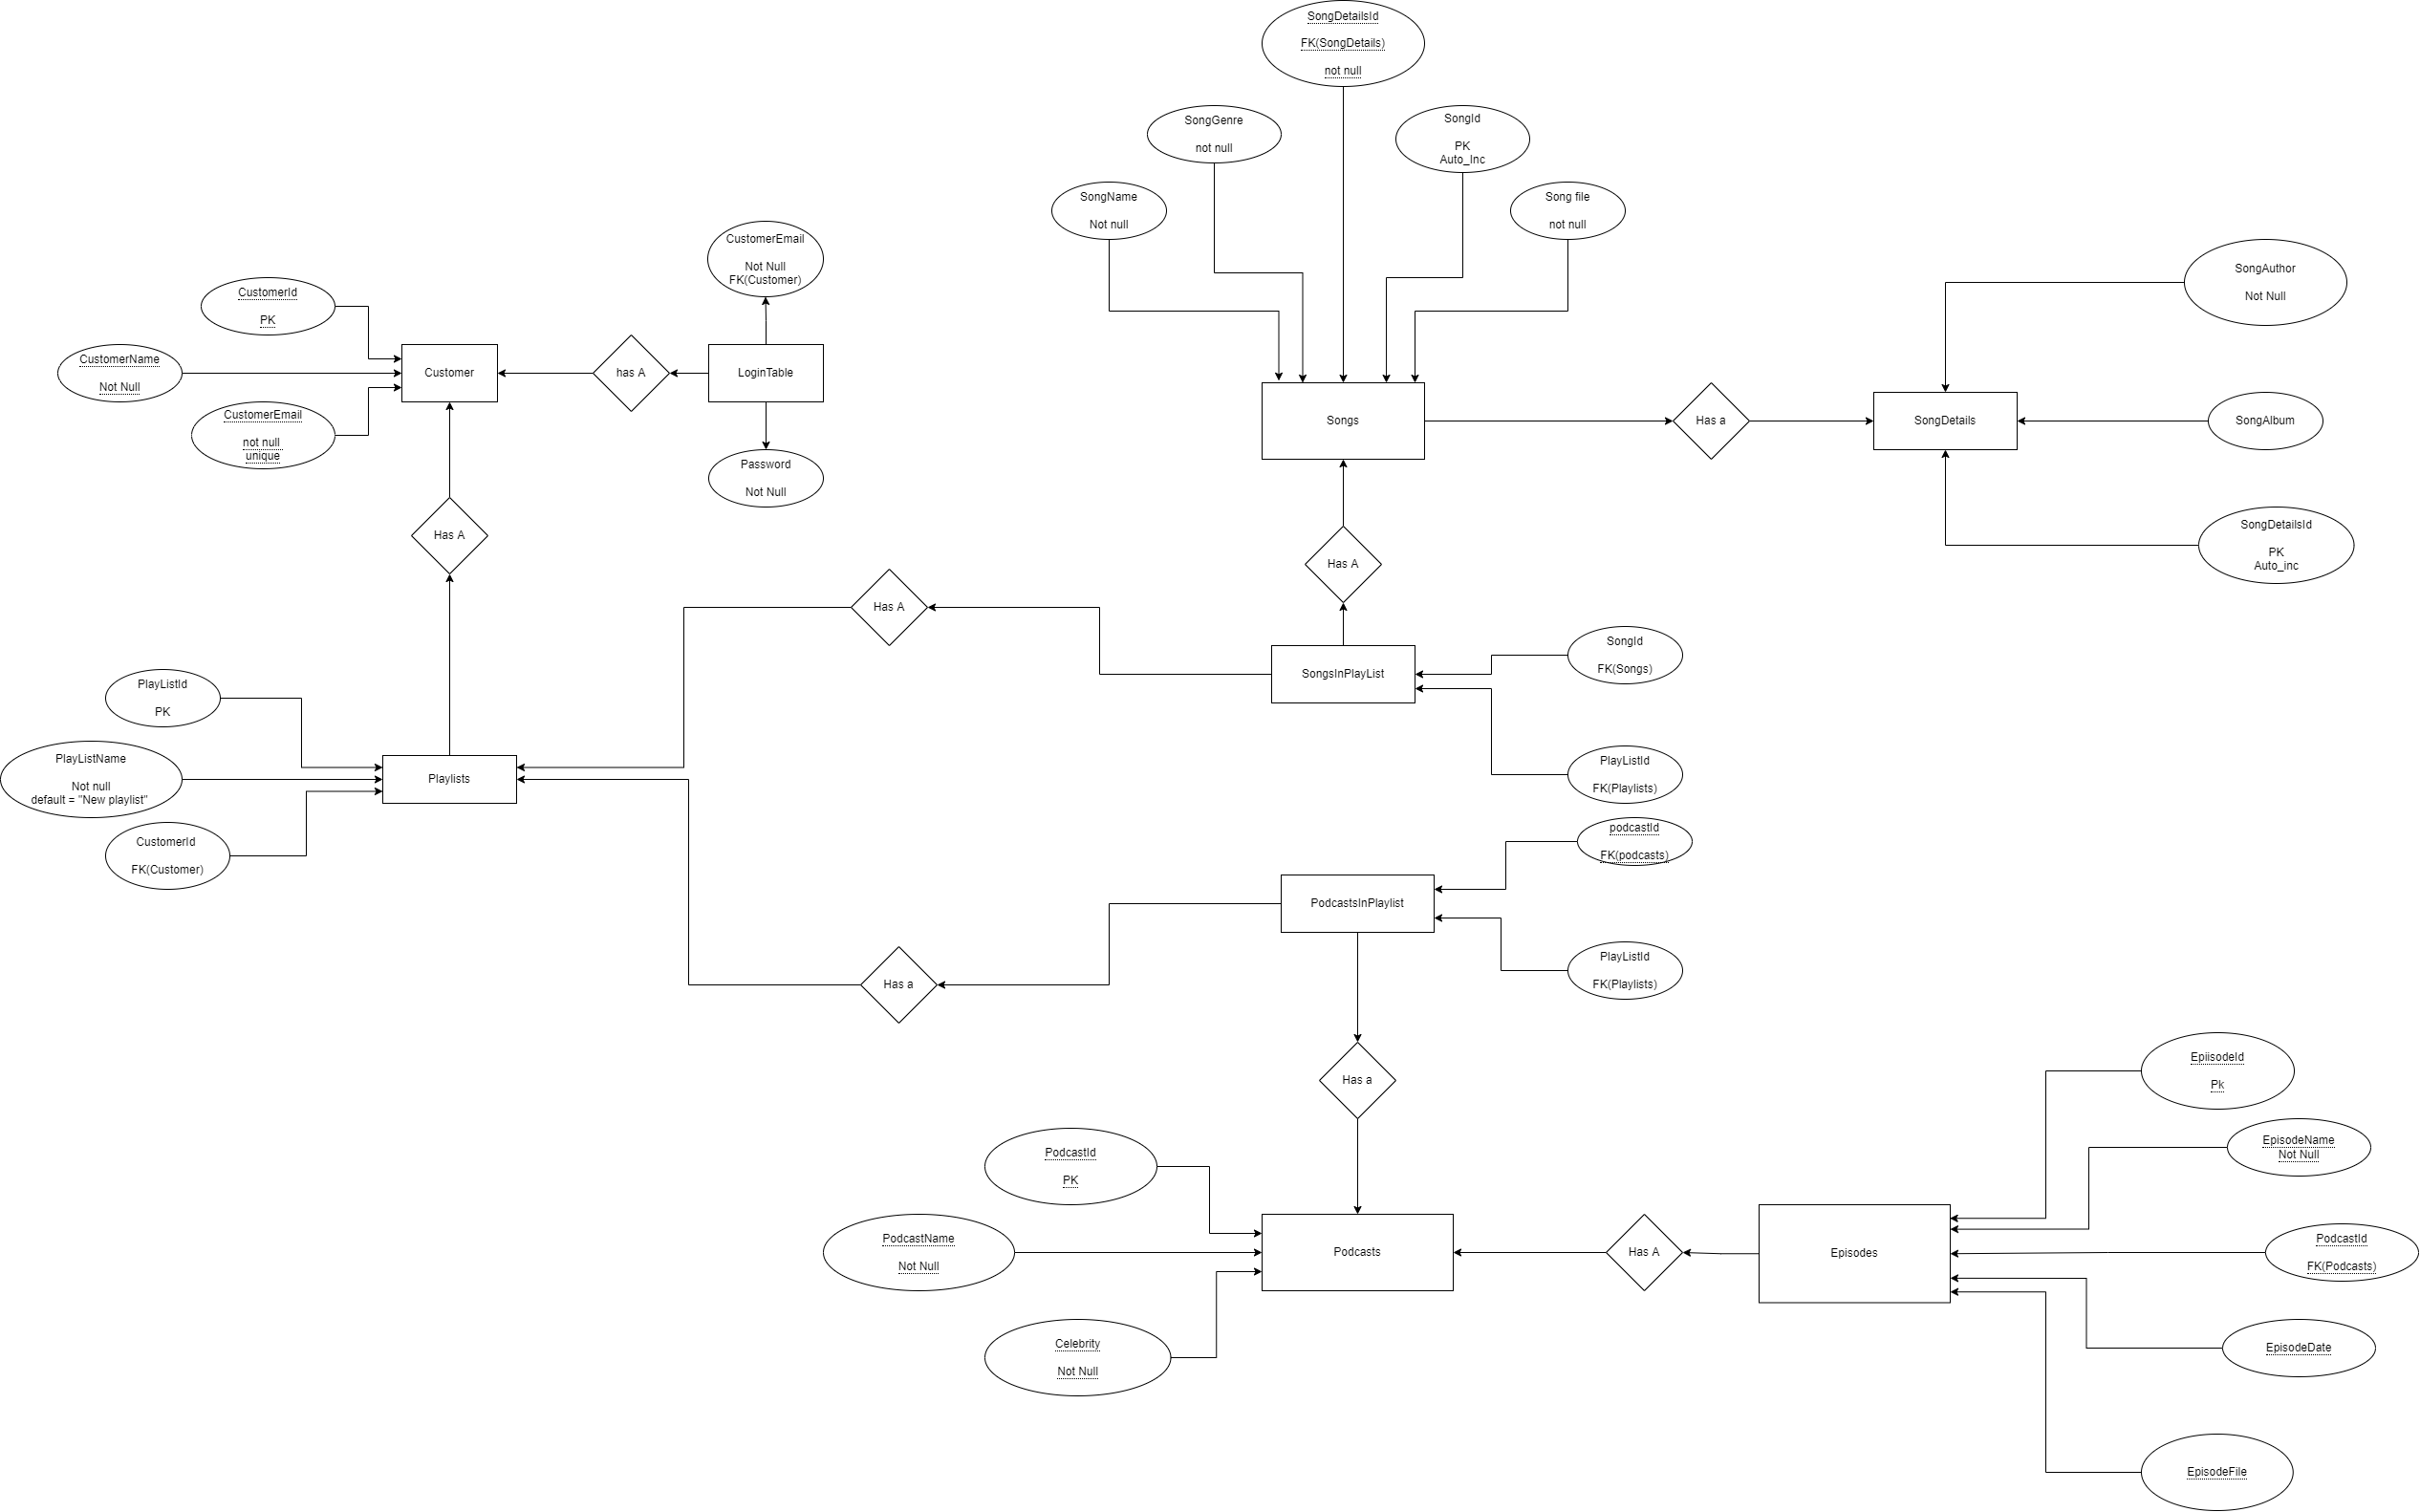 SongDetailsId
FK(SongDetails)
not null
SongGenre
not null
SongId
PK
Auto_Inc
SongName
Not null
Song file
not null
CustomerEmail
Not Null
FK(Customer)
SongAuthor
Not Null
CustomerId
PK
CustomerName
Not Null
Customer
has A
LoginTable
CustomerEmail
not null
unique
Password
Not Null
Songs
Has a
SongDetails
SongAlbum
Has A
SongDetailsId
PK
Auto_inc
Has A
Has A
SongsInPlayList
SongId
FK(Songs)
PlayListId
PK
PlayListName
Not null
default = "New playlist"
Playlists
CustomerId
FK(Customer)
PlayListId
FK(Playlists)
podcastId
FK(podcasts)
PodcastsInPlaylist
PlayListId
FK(Playlists)
Has a
Has a
EpiisodeId
Pk
PodcastId
PK
EpisodeName
Not Null
PodcastName
Not Null
Podcasts
Has A
Episodes
PodcastId
FK(Podcasts)
Celebrity
Not Null
EpisodeDate
EpisodeFile